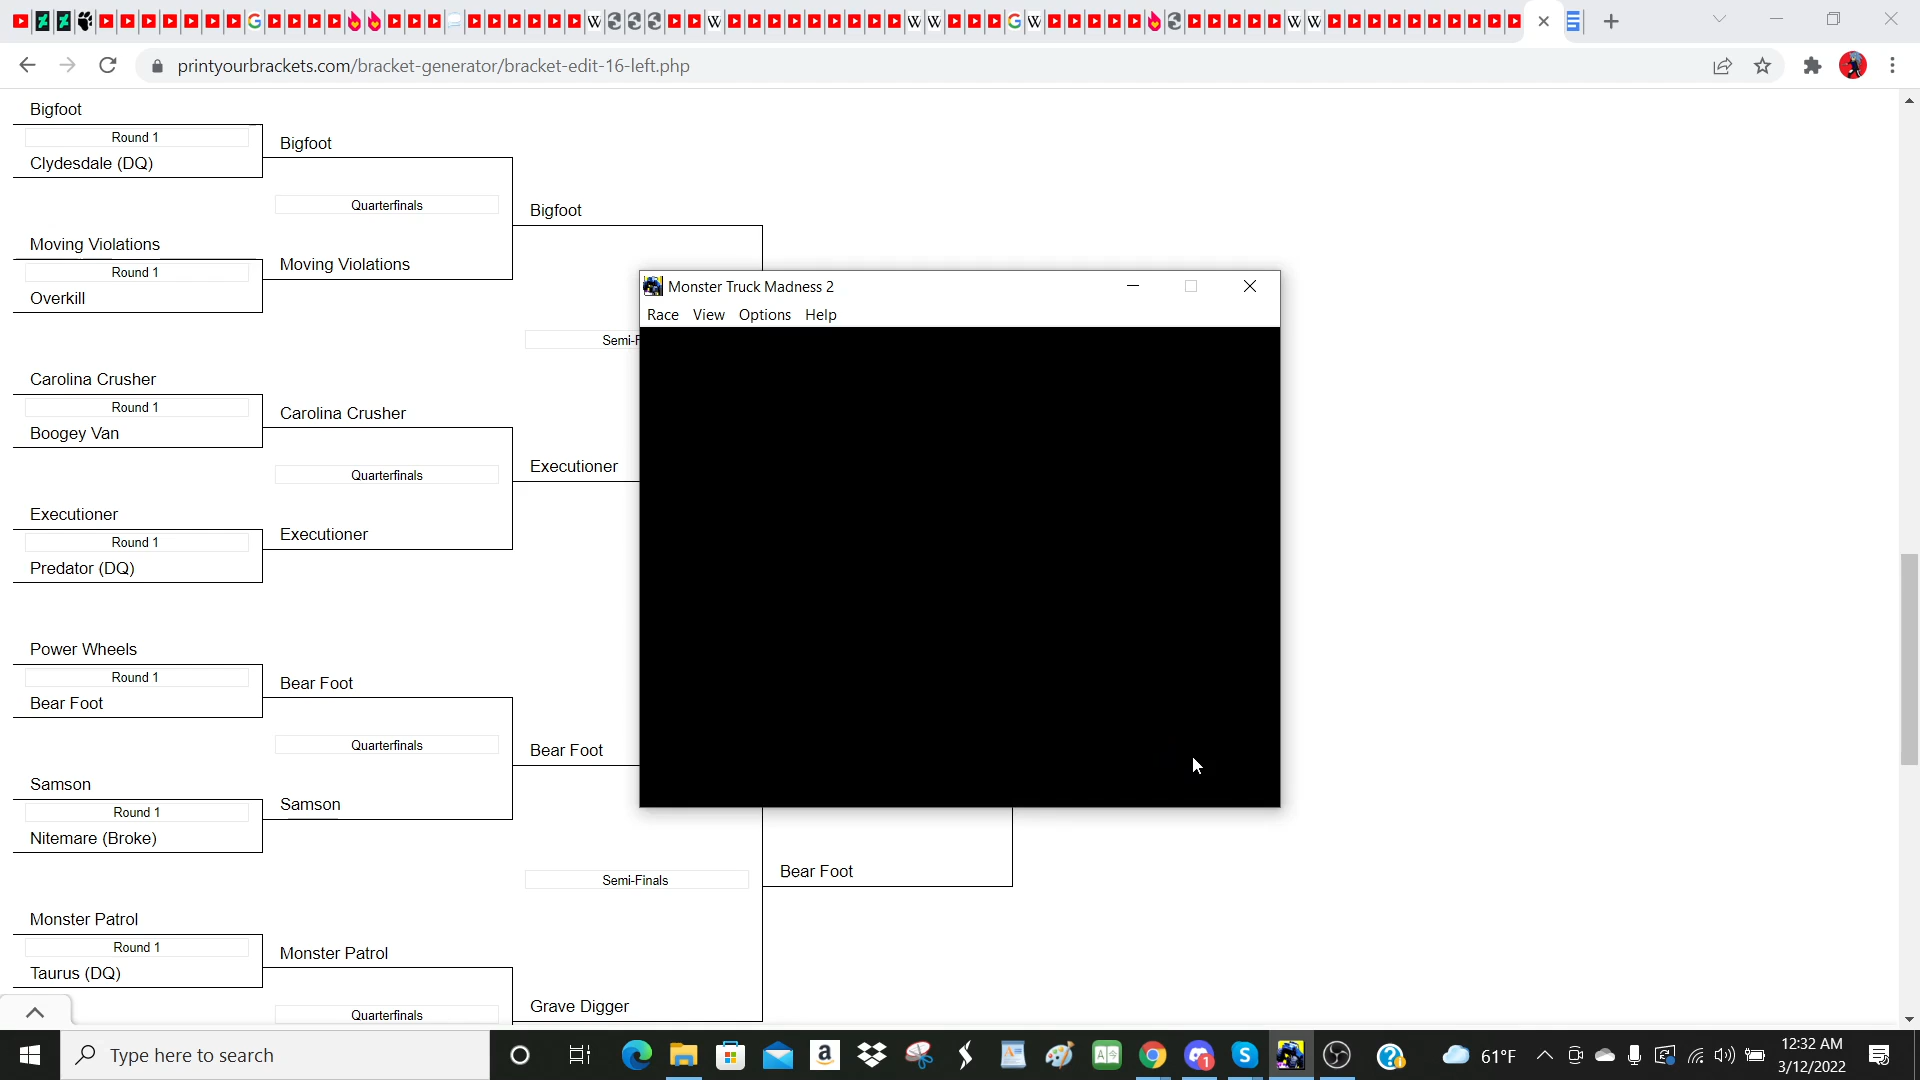 printyourbrackets.com/bracket-generator/bracket-edit-16-left.php
Bigfoot
Round 1
Clydesdale (DQ)
Bigfoot
Quarterfinals
Bigfoot
Moving Violations
Round 1
Overkill
Moving Violations
Monster Truck Madness 2
Race View Options Help
Semi-F
Carolina Crusher
Round 1
Boogey Van
Carolina Crusher
Quarterfinals
Executioner
Executioner
Round 1
Predator (DQ)
Executioner
Power Wheels
Round 1
Bear Foot
Bear Foot
Quarterfinals
Bear Foot
Samson
Round 1
Nitemare (Broke)
Samson
Semi-Finals
Bear Foot
Monster Patrol
Round 1
Taurus (DQ)
Monster Patrol
Quarterfinals
Grave Digger
Type here to search
61°F
12:32 AM
3/12/2022